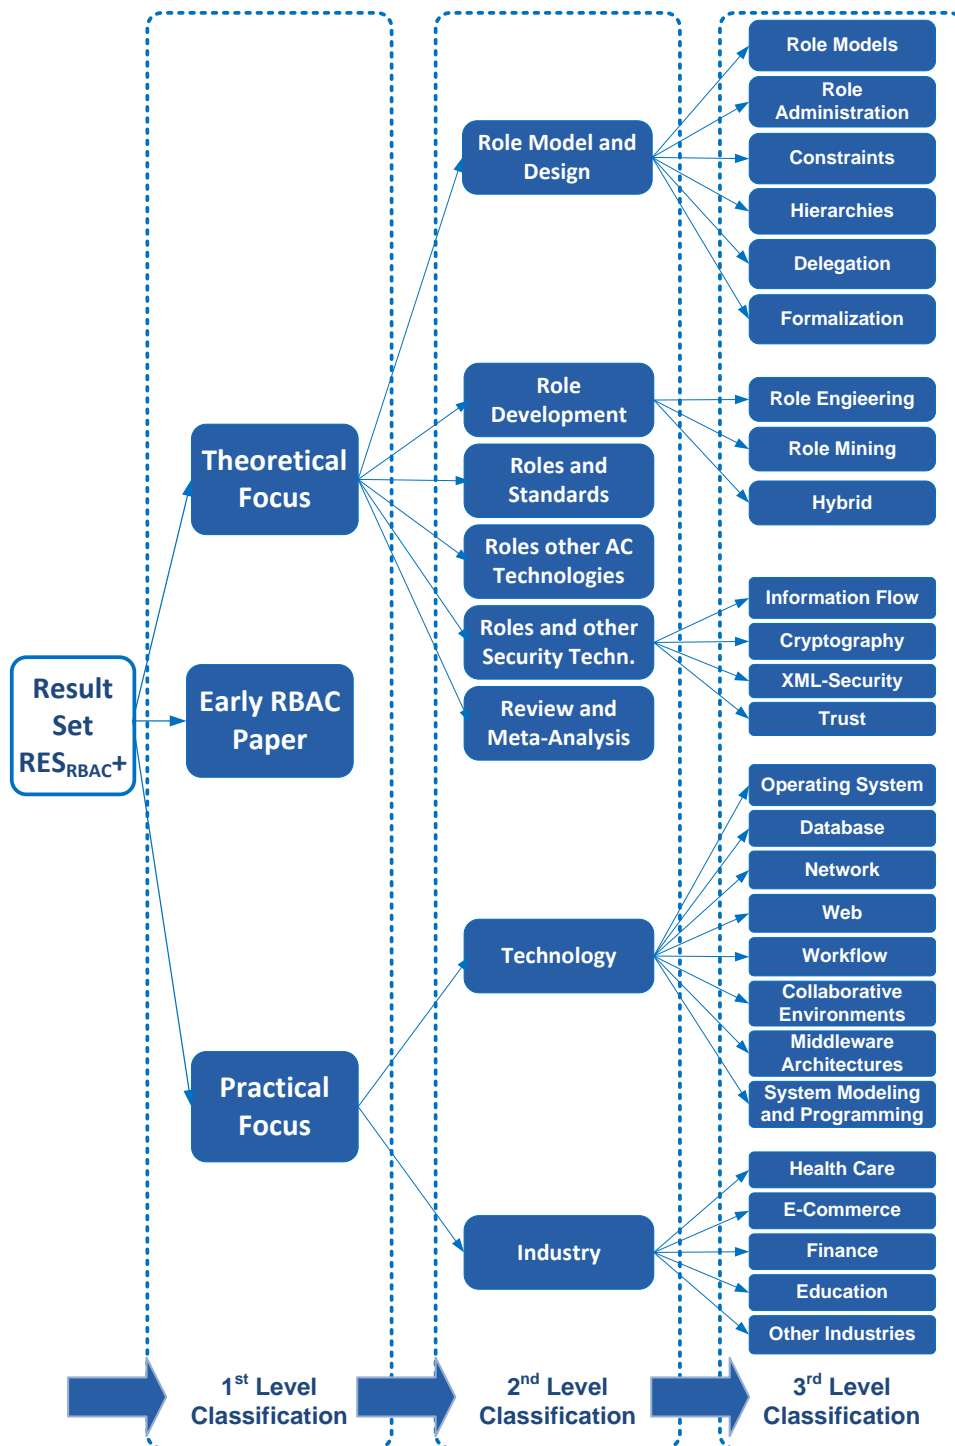 Result
Set
RES_RBAC+
Theoretical
Focus
Early RBAC
Paper
Practical
Focus
Role Model and
Design
Role
Development
Roles and
Standards
Roles other AC
Technologies
Roles and other
Security Techn.
Review and
Meta-Analysis
Technology
Industry
Role Models
Role
Administration
Constraints
Hierarchies
Delegation
Formalization
Role Engieering
Role Mining
Hybrid
Information Flow
Cryptography
XML-Security
Trust
Operating System
Database
Network
Web
Workflow
Collaborative
Environments
Middleware
Architectures
System Modeling
and Programming
Health Care
E-Commerce
Finance
Education
Other Industries
1st Level
Classification
2nd Level
Classification
3rd Level
Classification